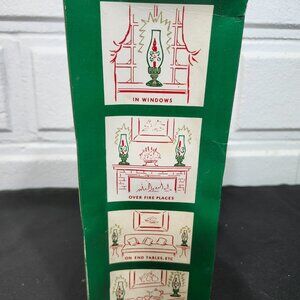 IN WINDOWS
OVER FIRE PLACES
ON END TABLES, ETC.